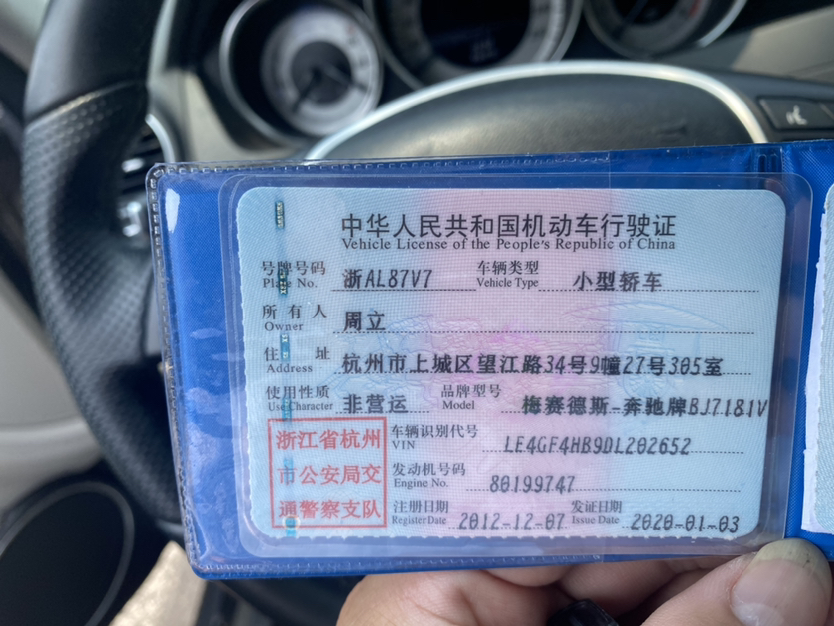 中华人民共和国机动车行驶证
Vehicle License of the People's Republic of China
号牌号码 浙AL87V7 车辆类型 小型轿车
Plate No. Vehicle Type
所有人 周立
Owner
住址 杭州市上城区望江路34号9幢27号305室
Address
使用性质 非营运 品牌型号 梅赛德斯-奔驰牌BJ7181V
Use Character Model
浙江省杭州
市公安局交
通警察支队
车辆识别代号 LE4GF4HB9DL202652
VIN
发动机号码 80199747
Engine No.
注册日期 2012-12-07 发证日期 2020-01-03
Register Date Issue Date